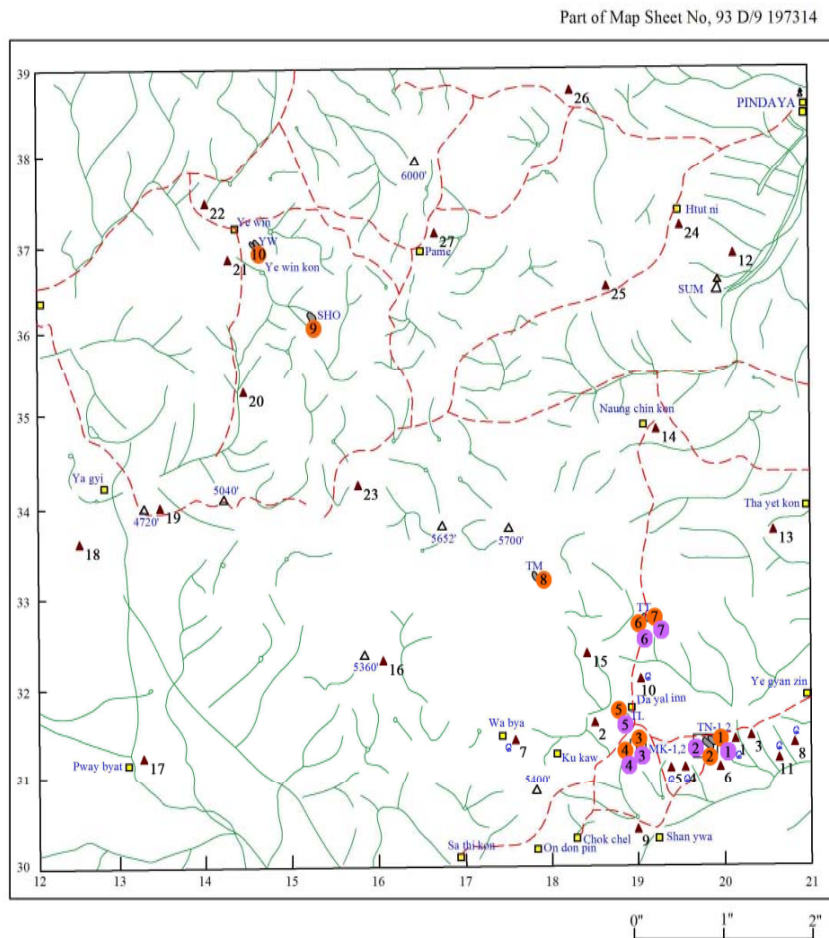 Part of Map Sheet No, 93 D/9 197314
39
26
PINDAYA
38
6000'
22
Ye win
Htut ni
27
24
YW
37
10
Pame
12
21
Ye win kon
SUM
25
SHO
9
36
20
Naung chin kon
35
14
23
Ya gyi
5040'
Tha yet kon
34
4720'
19
5652'
5700'
13
18
TM
8
33
TT
7
6
7
6
15
5360'
16
10
32
Ye gyan zin
Da yal inn
5
TL
5
2
TN-1,2
Wa bya
3
1
3
7
4
MK-1,2
2
1
1
8
Ku kaw
3
2
11
17
4
5
4
6
Pway byat
31
5400'
9
Sa thi kon
On don pin
Chok chel
Shan ywa
30
12
13
14
15
16
17
18
19
20
21
0"
1"
2"